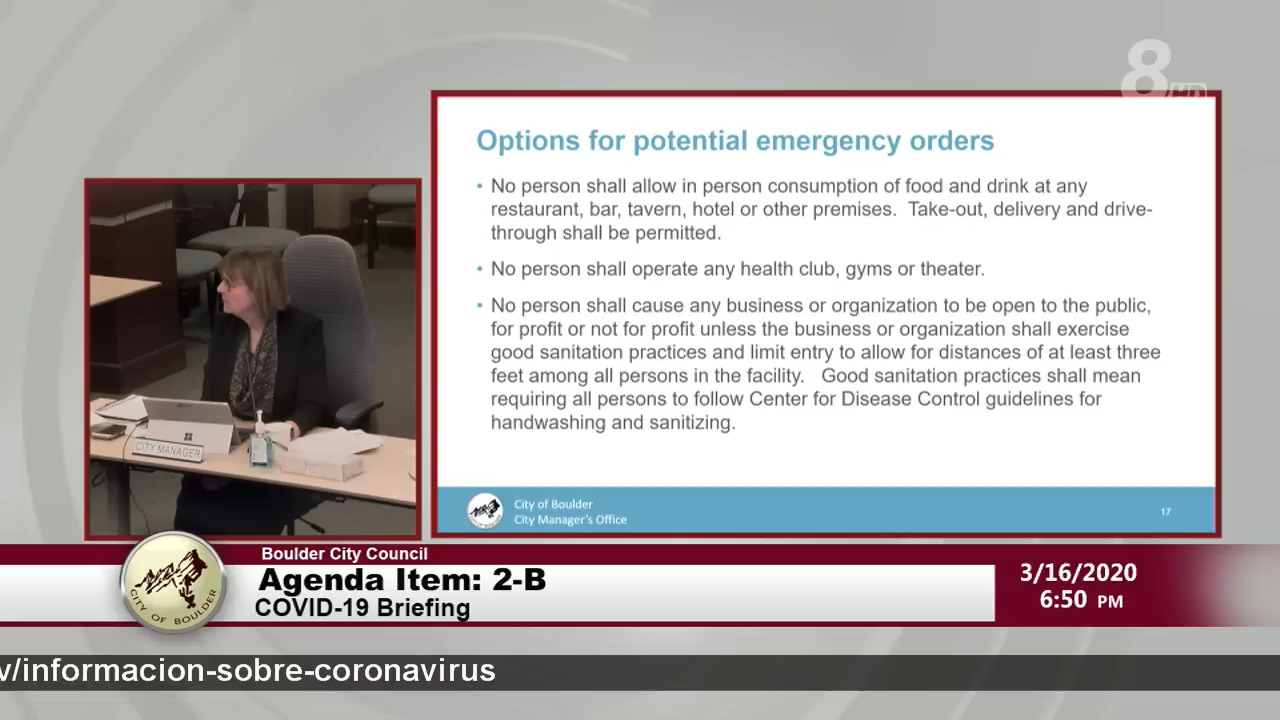 8
HD
Options for potential emergency orders
• No person shall allow in person consumption of food and drink at any
restaurant, bar, tavern, hotel or other premises.  Take-out, delivery and drive-
through shall be permitted.
• No person shall operate any health club, gyms or theater.
• No person shall cause any business or organization to be open to the public,
for profit or not for profit unless the business or organization shall exercise
good sanitation practices and limit entry to allow for distances of at least three
feet among all persons in the facility.   Good sanitation practices shall mean
requiring all persons to follow Center for Disease Control guidelines for
handwashing and sanitizing.
City of Boulder
City Manager's Office
17
CITY MANAGER
Boulder City Council
Agenda Item: 2-B
COVID-19 Briefing
CITY OF BOULDER
3/16/2020
6:50 PM
v/informacion-sobre-coronavirus